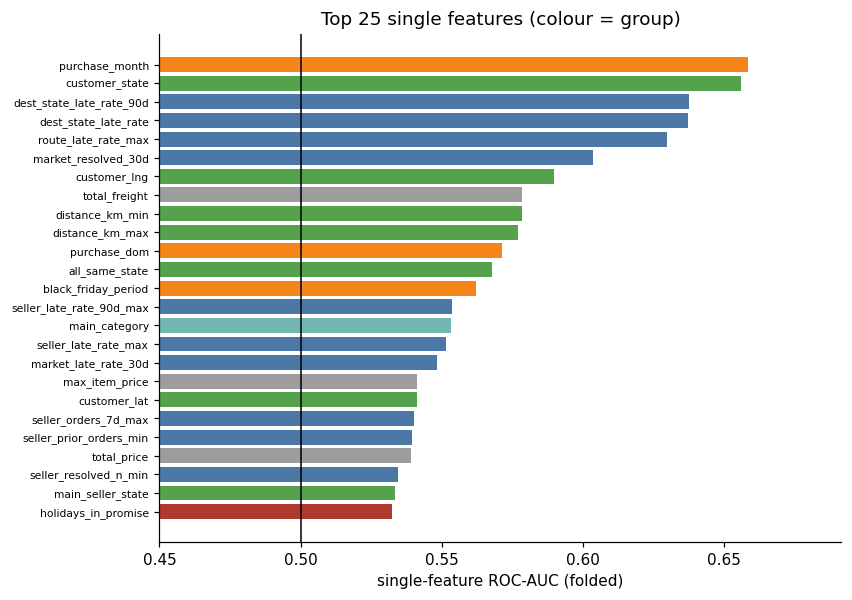 Top 25 single features (colour = group)
purchase_month
customer_state
dest_state_late_rate_90d
dest_state_late_rate
route_late_rate_max
market_resolved_30d
customer_lng
total_freight
distance_km_min
distance_km_max
purchase_dom
all_same_state
black_friday_period
seller_late_rate_90d_max
main_category
seller_late_rate_max
market_late_rate_30d
max_item_price
customer_lat
seller_orders_7d_max
seller_prior_orders_min
total_price
seller_resolved_n_min
main_seller_state
holidays_in_promise
0.45 0.50 0.55 0.60 0.65
single-feature ROC-AUC (folded)